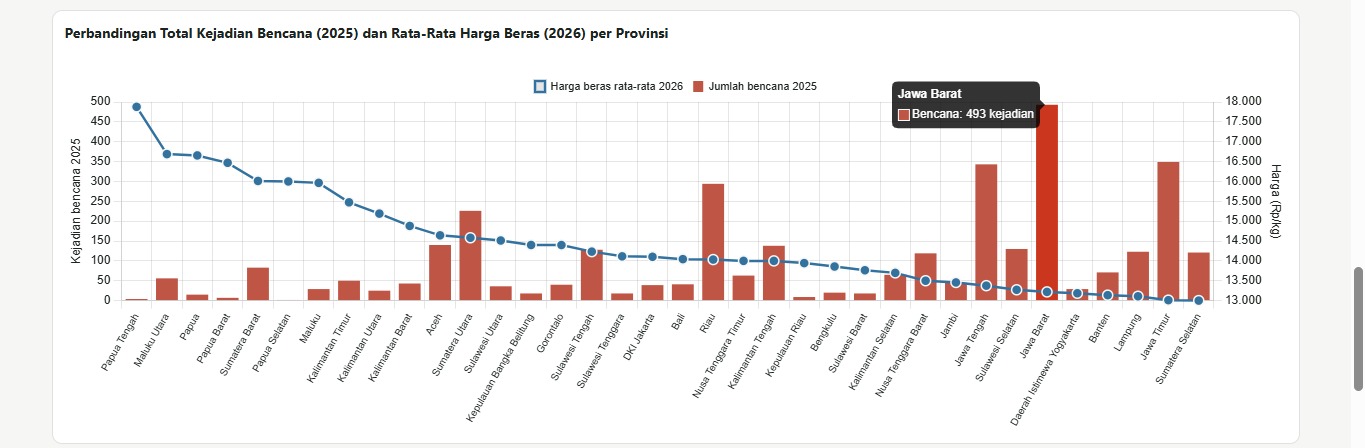 Perbandingan Total Kejadian Bencana (2025) dan Rata-Rata Harga Beras (2026) per Provinsi
Harga beras rata-rata 2026
Jumlah bencana 2025
Jawa Barat
Bencana: 493 kejadian
Kejadian bencana 2025
500
450
400
350
300
250
200
150
100
50
0
18.000
17.500
17.000
16.500
16.000
15.500
15.000
14.500
14.000
13.500
13.000
Harga (Rp/kg)
Papua Tengah
Maluku Utara
Papua
Papua Barat
Sumatera Barat
Papua Selatan
Maluku
Kalimantan Timur
Kalimantan Utara
Kalimantan Barat
Aceh
Sumatera Utara
Sulawesi Utara
Kepulauan Bangka Belitung
Gorontalo
Sulawesi Tengah
Sulawesi Tenggara
DKI Jakarta
Bali
Riau
Nusa Tenggara Timur
Kalimantan Tengah
Kepulauan Riau
Bengkulu
Sulawesi Barat
Kalimantan Selatan
Nusa Tenggara Barat
Jambi
Jawa Tengah
Sulawesi Selatan
Jawa Barat
Daerah Istimewa Yogyakarta
Banten
Lampung
Jawa Timur
Sumatera Selatan